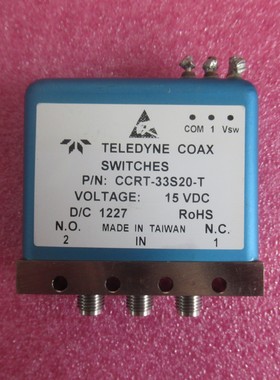 COM 1 Vsw
TELEDYNE COAX
SWITCHES
P/N: CCRT-33S20-T
VOLTAGE: 15 VDC
D/C 1227 RoHS
N.O. MADE IN TAIWAN N.C.
2 IN 1